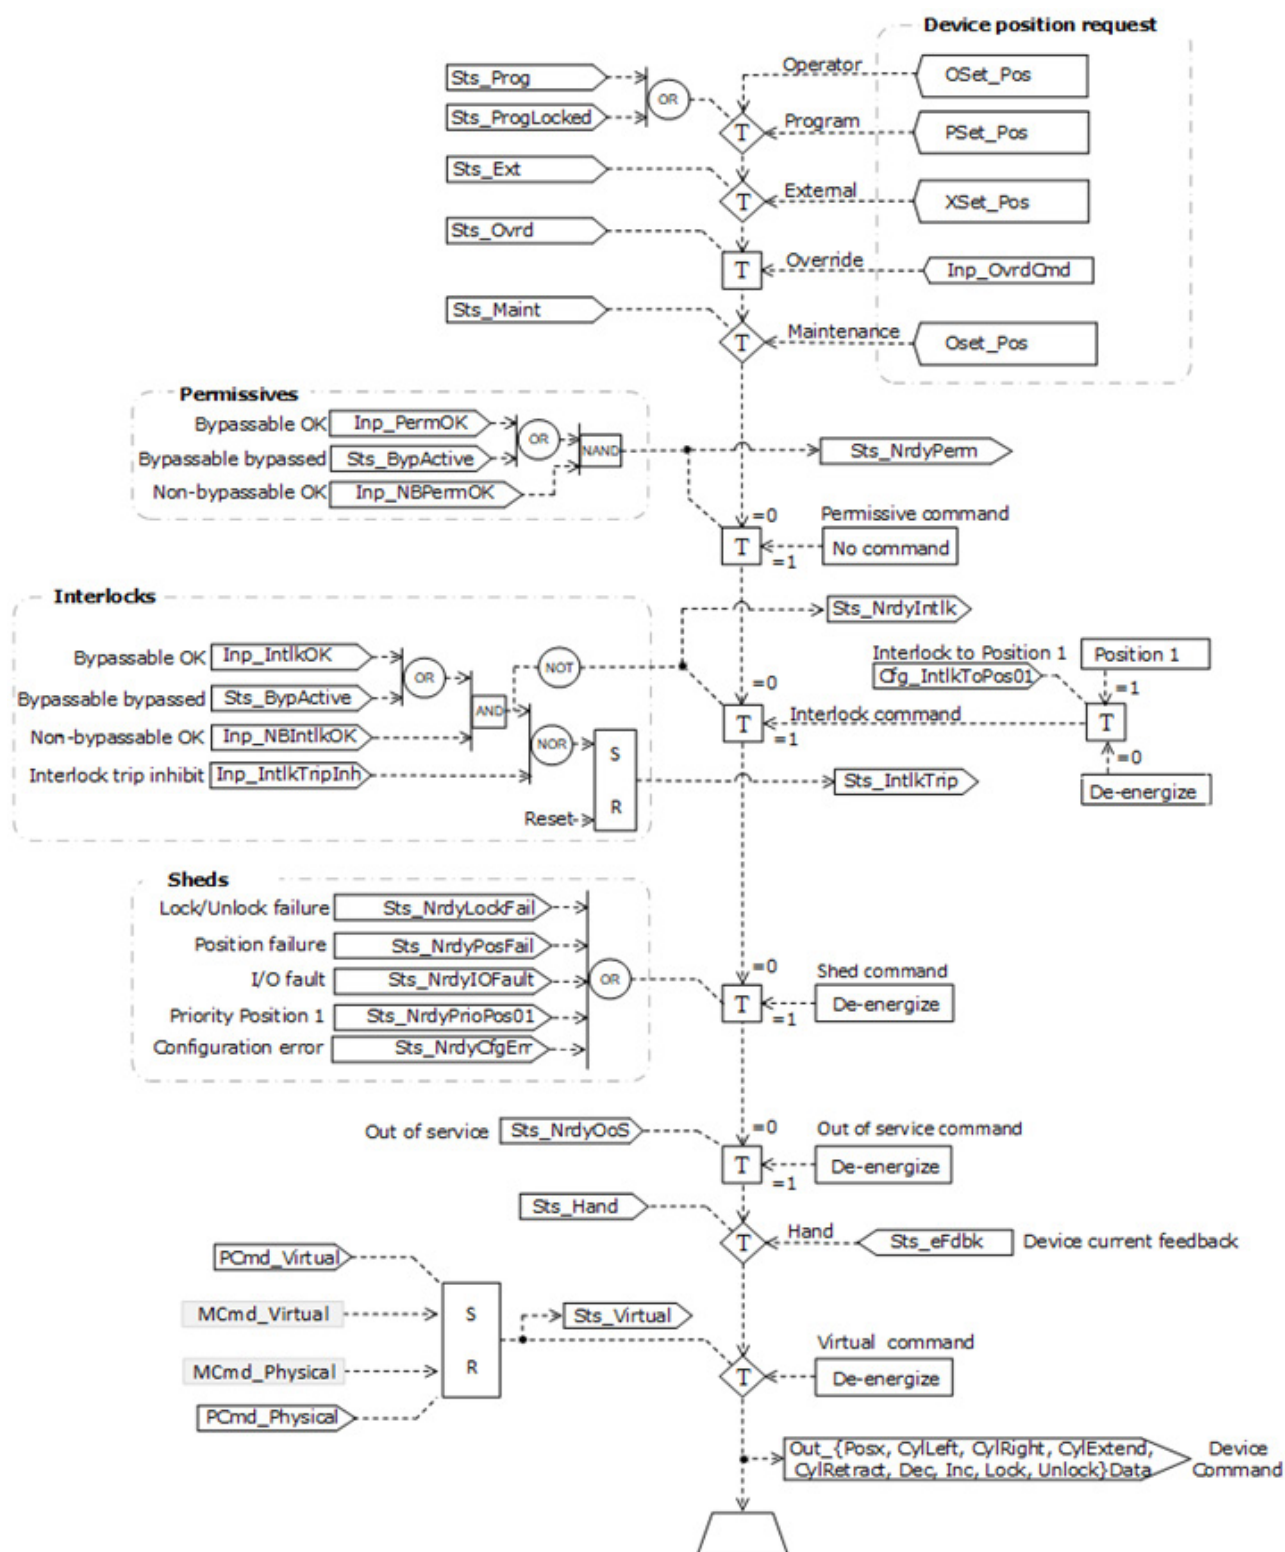 Device position request
Operator
OSet_Pos
Sts_Prog
OR
Sts_ProgLocked
T
Program
PSet_Pos
Sts_Ext
T
External
XSet_Pos
Sts_Ovrd
T
Override
Inp_OvrdCmd
Sts_Maint
T
Maintenance
Oset_Pos
Permissives
Bypassable OK
Inp_PermOK
OR
NAND
Bypassable bypassed
Sts_BypActive
Sts_NrdyPerm
Non-bypassable OK
Inp_NBPermOK
=0
Permissive command
T
No command
=1
Interlocks
Sts_NrdyIntlk
Bypassable OK
Inp_IntlkOK
OR
NOT
Interlock to Position 1
Position 1
Cfg_IntlkToPos01
=0
=1
Bypassable bypassed
Sts_BypActive
AND
T
Interlock command
=1
T
Non-bypassable OK
Inp_NBIntlkOK
NOR
S
=0
Interlock trip inhibit
Inp_IntlkTripInh
Sts_IntlkTrip
De-energize
R
Reset
Sheds
Lock/Unlock failure
Sts_NrdyLockFail
Position failure
Sts_NrdyPosFail
I/O fault
Sts_NrdyIOFault
OR
=0
Shed command
T
De-energize
=1
Priority Position 1
Sts_NrdyPrioPos01
Configuration error
Sts_NrdyCfgErr
Out of service
Sts_NrdyOoS
=0
Out of service command
T
De-energize
=1
Sts_Hand
T
Hand
Sts_eFdbk
Device current feedback
PCmd_Virtual
MCmd_Virtual
S
Sts_Virtual
Virtual command
MCmd_Physical
R
T
De-energize
PCmd_Physical
Out_{Posx, CylLeft, CylRight, CylExtend,
CylRetract, Dec, Inc, Lock, Unlock}Data
Device
Command